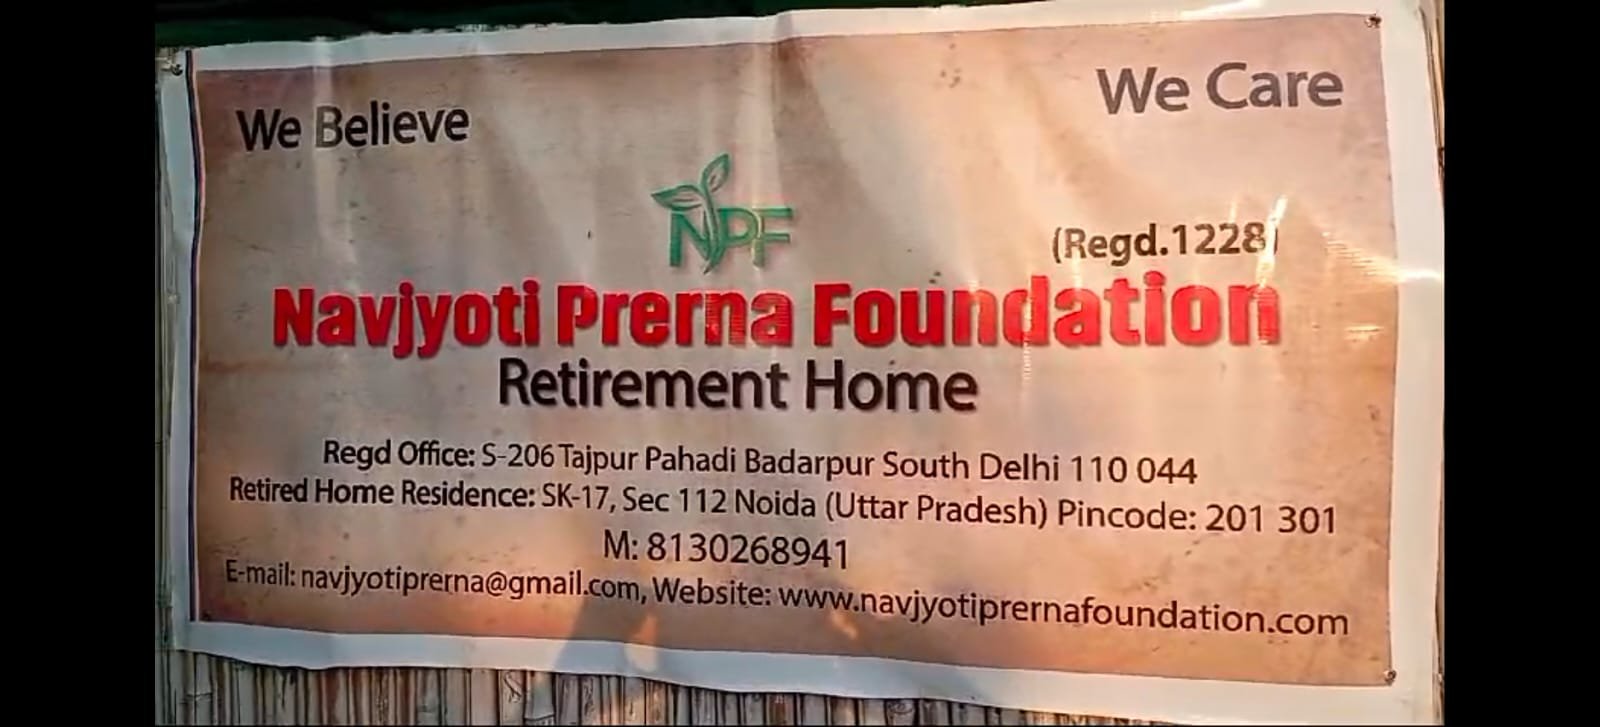 We Believe
We Care
NPF
(Regd.1228)
Navjyoti Prerna Foundation
Retirement Home
Regd Office: S-206 Tajpur Pahadi Badarpur South Delhi 110 044
Retired Home Residence: SK-17, Sec 112 Noida (Uttar Pradesh) Pincode: 201 301
M: 8130268941
E-mail: navjyotiprerna@gmail.com, Website: www.navjyotiprernafoundation.com